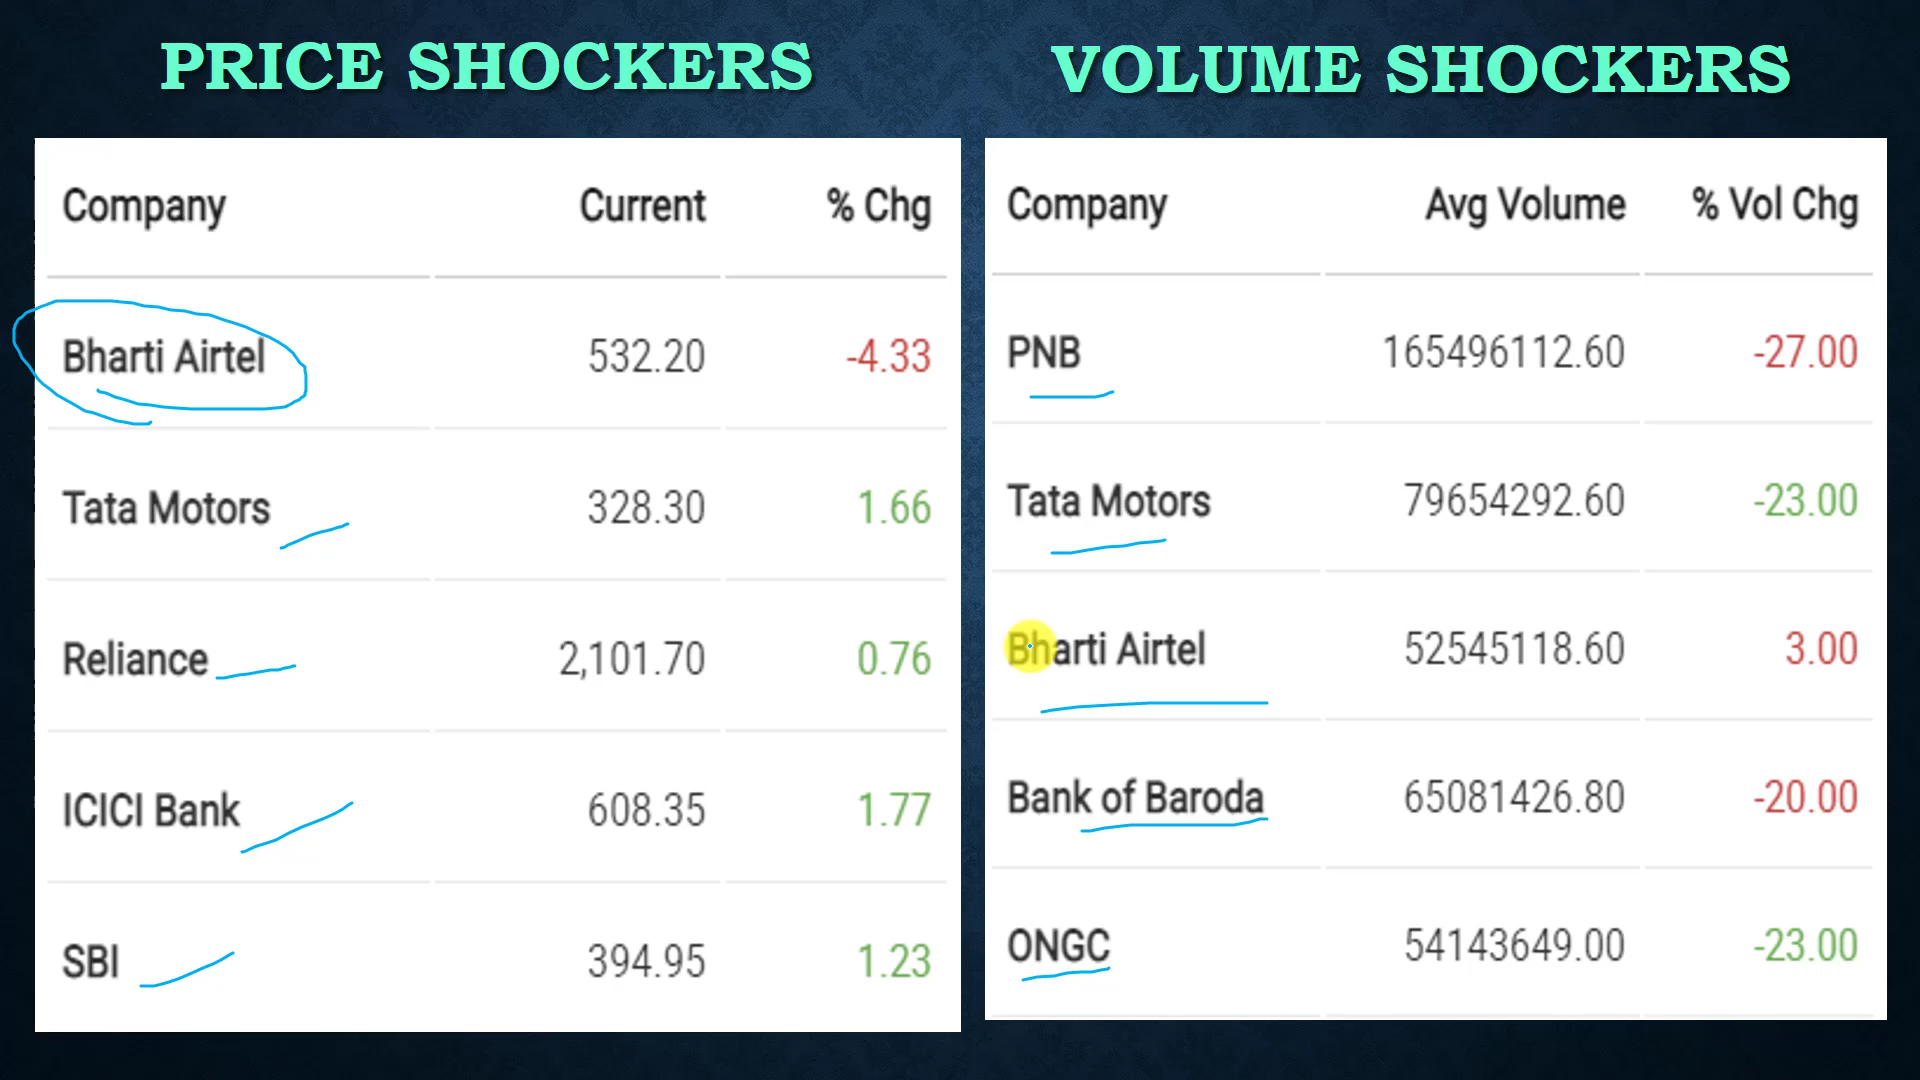 PRICE SHOCKERS
Company Current % Chg
Bharti Airtel 532.20 -4.33
Tata Motors 328.30 1.66
Reliance 2,101.70 0.76
ICICI Bank 608.35 1.77
SBI 394.95 1.23
VOLUME SHOCKERS
Company Avg Volume % Vol Chg
PNB 165496112.60 -27.00
Tata Motors 79654292.60 -23.00
Bharti Airtel 52545118.60 3.00
Bank of Baroda 65081426.80 -20.00
ONGC 54143649.00 -23.00